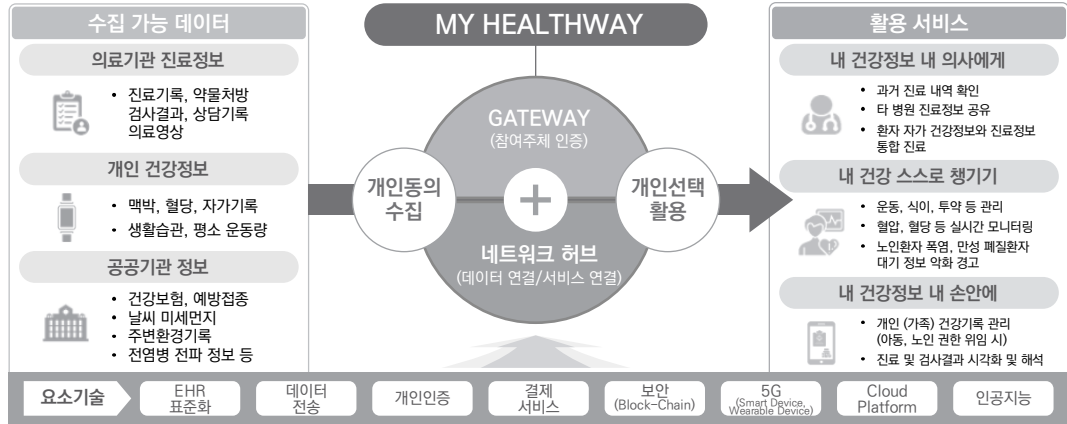 수집 가능 데이터
의료기관 진료정보
• 진료기록, 약물처방
검사결과, 상담기록
의료영상
개인 건강정보
• 맥박, 혈당, 자가기록
• 생활습관, 평소 운동량
공공기관 정보
• 건강보험, 예방접종
• 날씨 미세먼지
• 주변환경기록
• 전염병 전파 정보 등
MY HEALTHWAY
GATEWAY
(참여주체 인증)
개인동의
수집
개인선택
활용
네트워크 허브
(데이터 연결/서비스 연결)
활용 서비스
내 건강정보 내 의사에게
• 과거 진료 내역 확인
• 타 병원 진료정보 공유
• 환자 자가 건강정보와 진료정보
통합 진료
내 건강 스스로 챙기기
• 운동, 식이, 투약 등 관리
• 혈압, 혈당 등 실시간 모니터링
• 노인환자 폭염, 만성 폐질환자
대기 정보 악화 경고
내 건강정보 내 손안에
• 개인 (가족) 건강기록 관리
(아동, 노인 권한 위임 시)
• 진료 및 검사결과 시각화 및 해석
요소기술
EHR
표준화
데이터
전송
개인인증
결제
서비스
보안
(Block-Chain)
5G
(Smart Device,
Wearable Device)
Cloud
Platform
인공지능